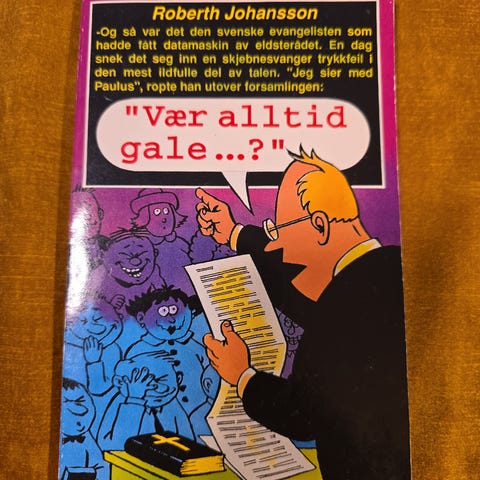 Roberth Johansson
-Og så var det den svenske evangelisten som
hadde fått datamaskin av eldsterådet. En dag
snek det seg inn en skjebnesvanger trykkfeil i
den mest ildfulle del av talen. "Jeg sier med
Paulus", ropte han utover forsamlingen:
"Vær alltid
gale...?"